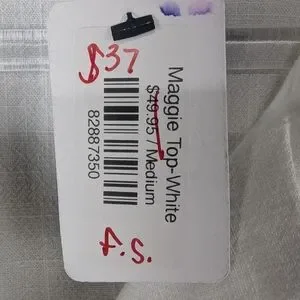 $37
Maggie Top-White
$49.95 / Medium
82887350
F.S.